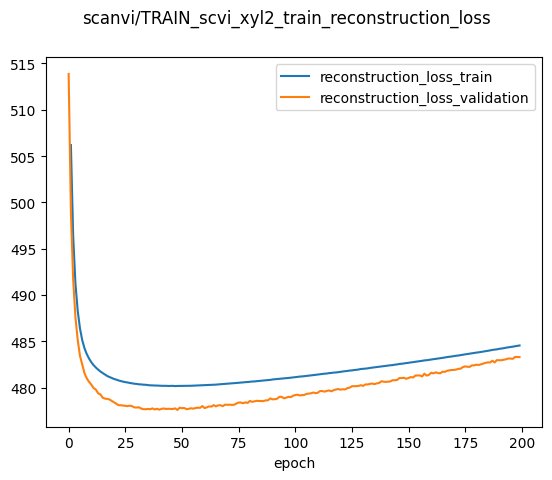 scanvi/TRAIN_scvi_xyl2_train_reconstruction_loss
reconstruction_loss_train
reconstruction_loss_validation
515
510
505
500
495
490
485
480
0 25 50 75 100 125 150 175 200
epoch